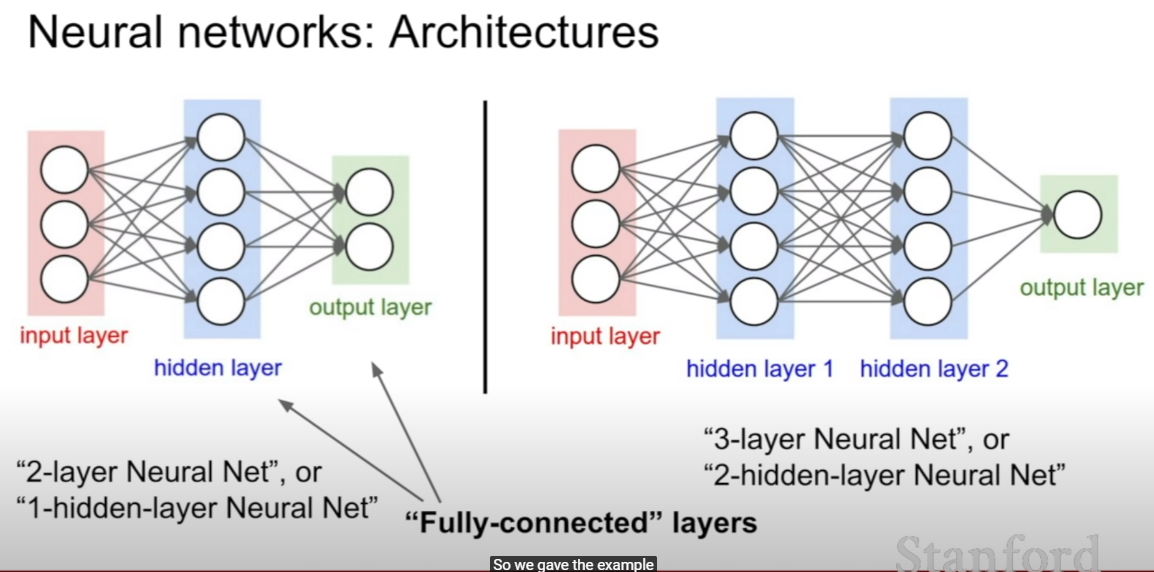 Neural networks: Architectures
input layer
hidden layer
output layer
input layer
hidden layer 1
hidden layer 2
output layer
“2-layer Neural Net”, or
“1-hidden-layer Neural Net”
“3-layer Neural Net”, or
“2-hidden-layer Neural Net”
“Fully-connected” layers
So we gave the example
Stanford